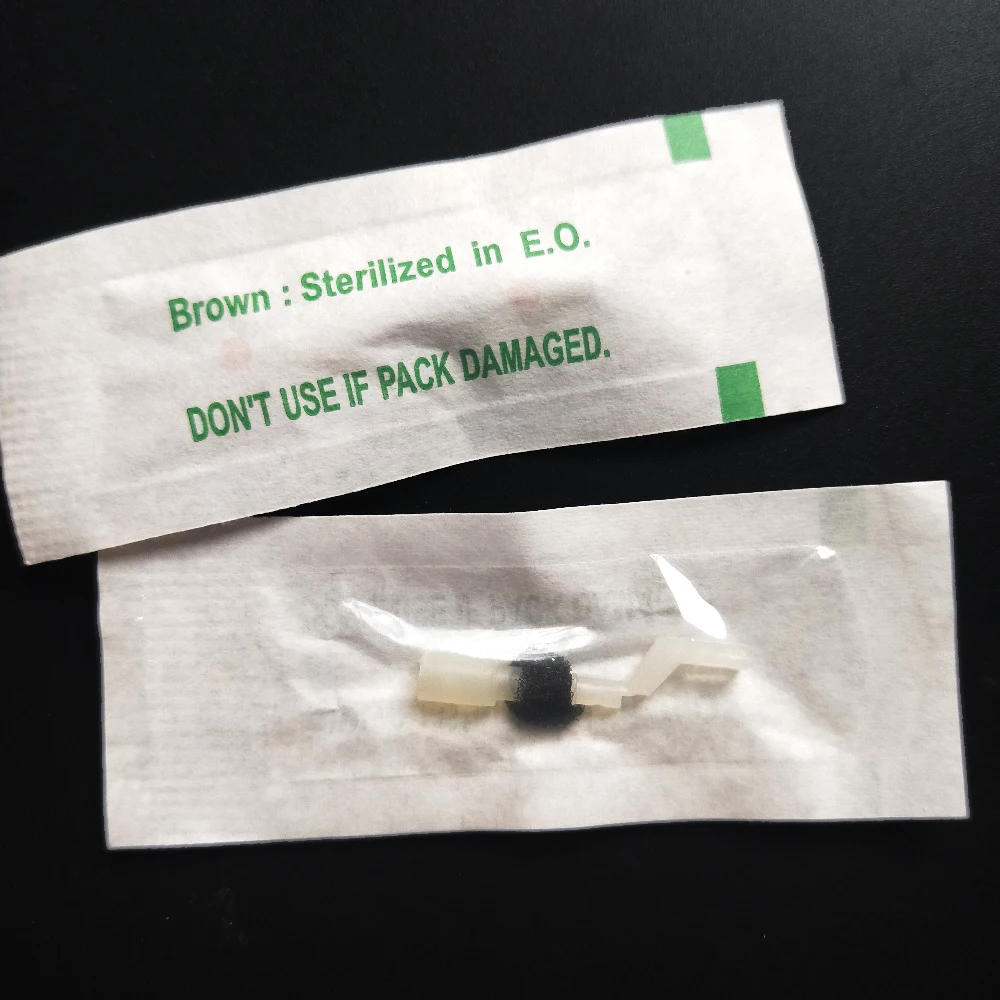 Brown : Sterilized in E.O.
DON'T USE IF PACK DAMAGED.